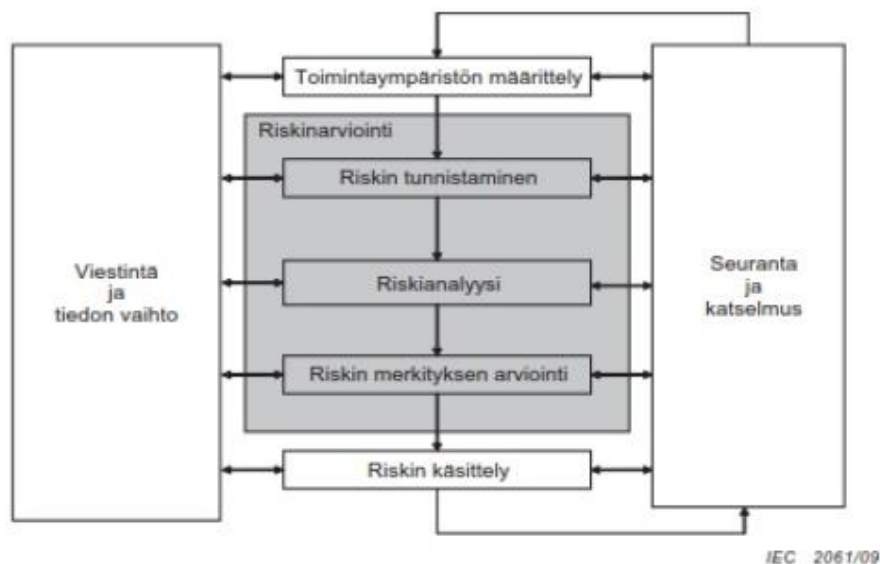 Toimintaympäristön määrittely
Riskinarviointi
Riskin tunnistaminen
Viestintä
ja
tiedon vaihto
Riskianalyysi
Seuranta
ja
katselmus
Riskin merkityksen arviointi
Riskin käsittely
IEC 2061/09